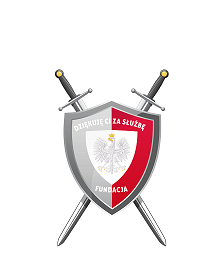 DZIĘKUJĘ CI ZA SŁUŻBĘ
FUNDACJA